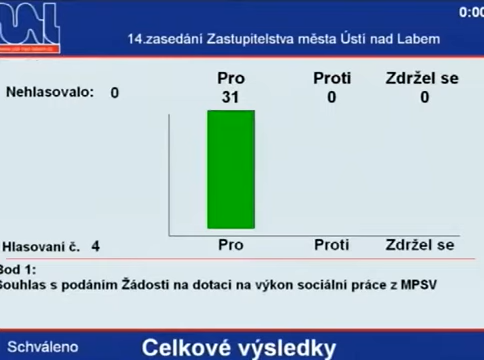 0:00
14.zasedání Zastupitelstva města Ústí nad Labem
Pro Proti Zdržel se
Nehlasovalo: 0 31 0 0
Hlasovaní č. 4 Pro Proti Zdržel se
Bod 1:
Souhlas s podáním Žádosti na dotaci na výkon sociální práce z MPSV
Schváleno Celkové výsledky